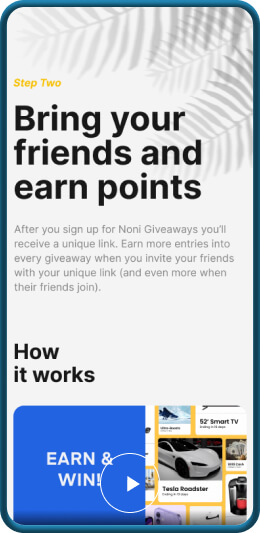 Step Two
Bring your
friends and
earn points
After you sign up for Noni Giveaways you'll
receive a unique link. Earn more entries into
every giveaway when you invite your friends
with your unique link (and even more when
their friends join).
How
it works
EARN &
WIN!
52' Smart TV
Tesla Roadster